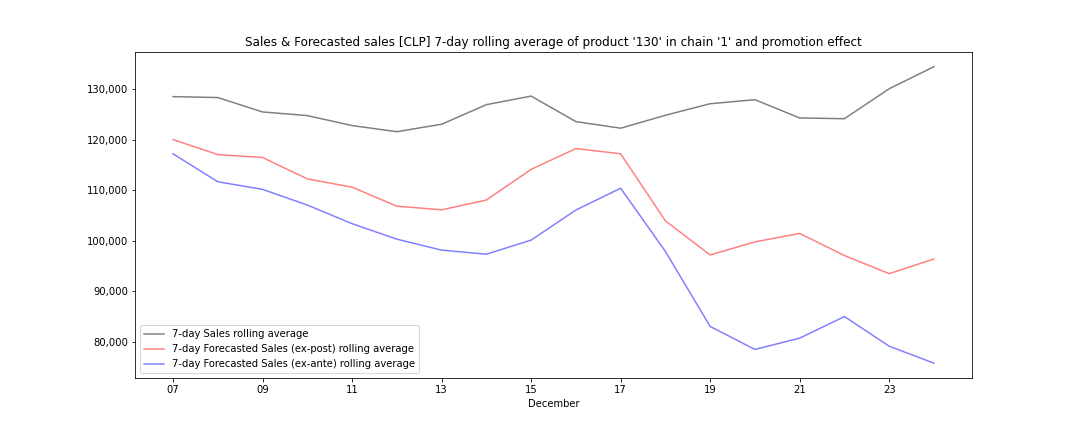 Sales & Forecasted sales [CLP] 7-day rolling average of product '130' in chain '1' and promotion effect
130,000
120,000
110,000
100,000
90,000
80,000
7-day Sales rolling average
7-day Forecasted Sales (ex-post) rolling average
7-day Forecasted Sales (ex-ante) rolling average
07 09 11 13 15 17 19 21 23
December